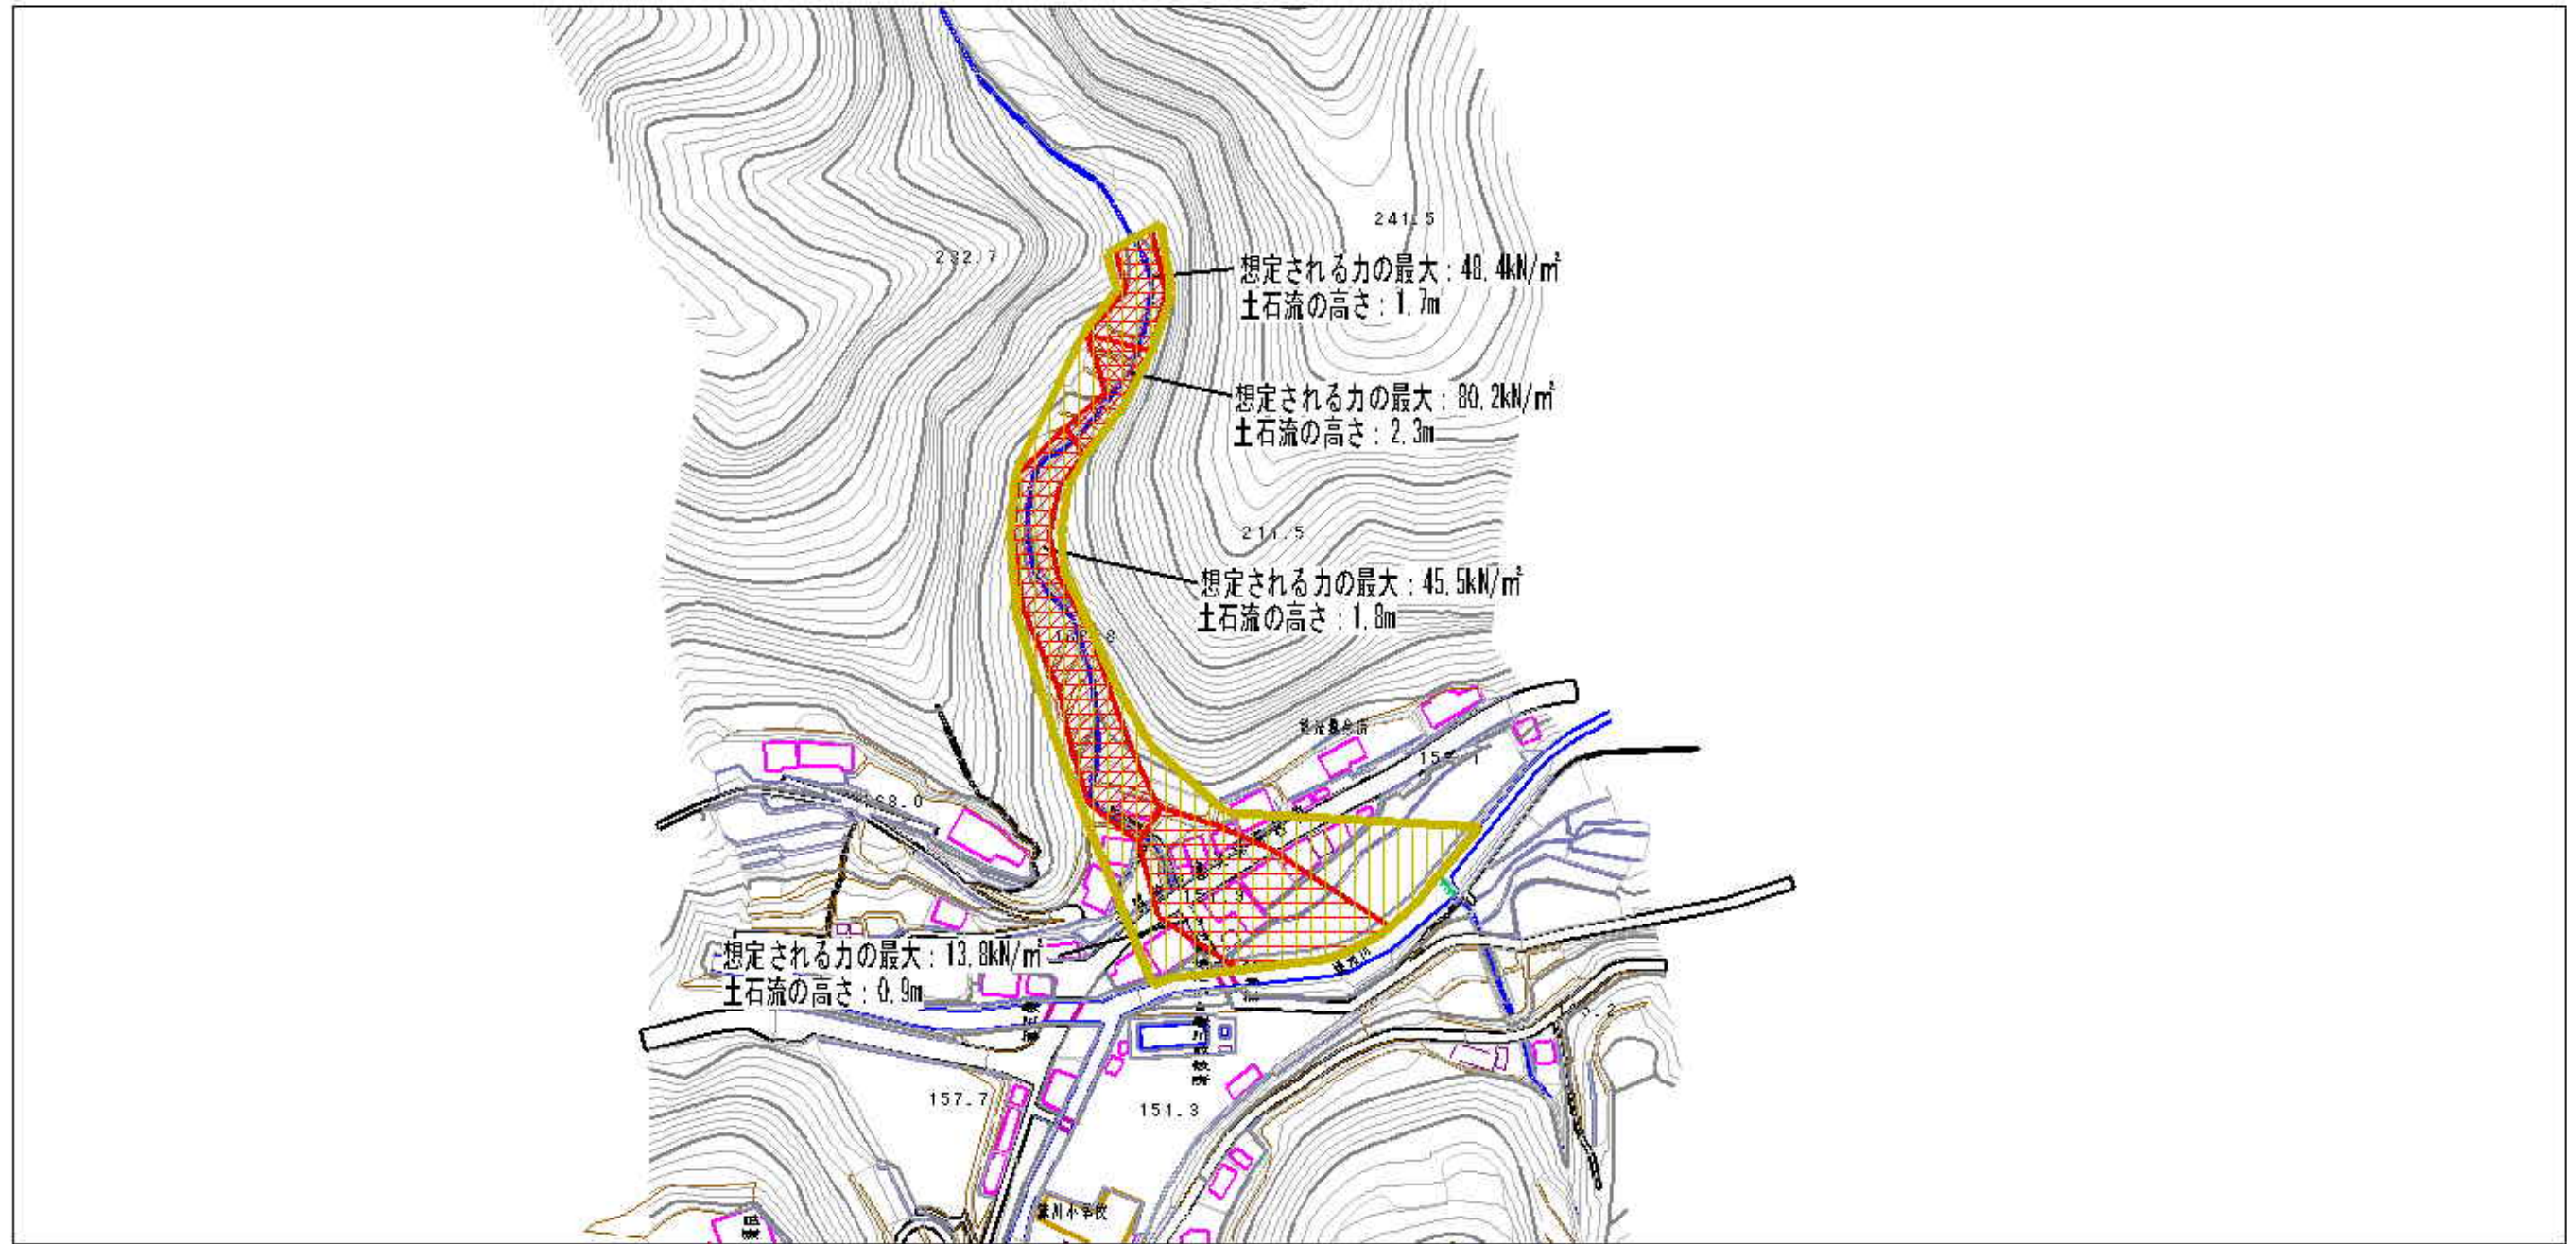 241.5
232.7
想定される力の最大：48.4kN/㎡
土石流の高さ：1.7m
想定される力の最大：80.2kN/㎡
土石流の高さ：2.3m
211.5
想定される力の最大：45.5kN/㎡
土石流の高さ：1.8m
想定される力の最大：13.8kN/㎡
土石流の高さ：0.9m
157.7
151.3